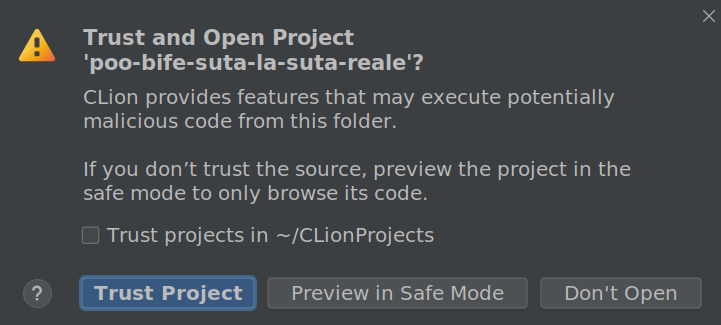 Trust and Open Project
'poo-bife-suta-la-suta-reale'?
CLion provides features that may execute potentially
malicious code from this folder.
If you don’t trust the source, preview the project in the
safe mode to only browse its code.
Trust projects in ~/CLionProjects
? Trust Project Preview in Safe Mode Don't Open